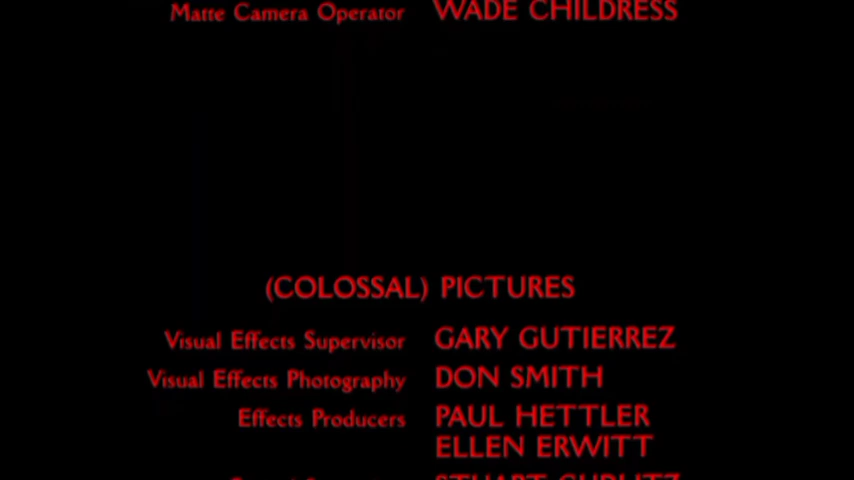 Matte Camera Operator WADE CHILDRESS
(COLOSSAL) PICTURES
Visual Effects Supervisor GARY GUTIERREZ
Visual Effects Photography DON SMITH
Effects Producers PAUL HETTLER
ELLEN ERWITT